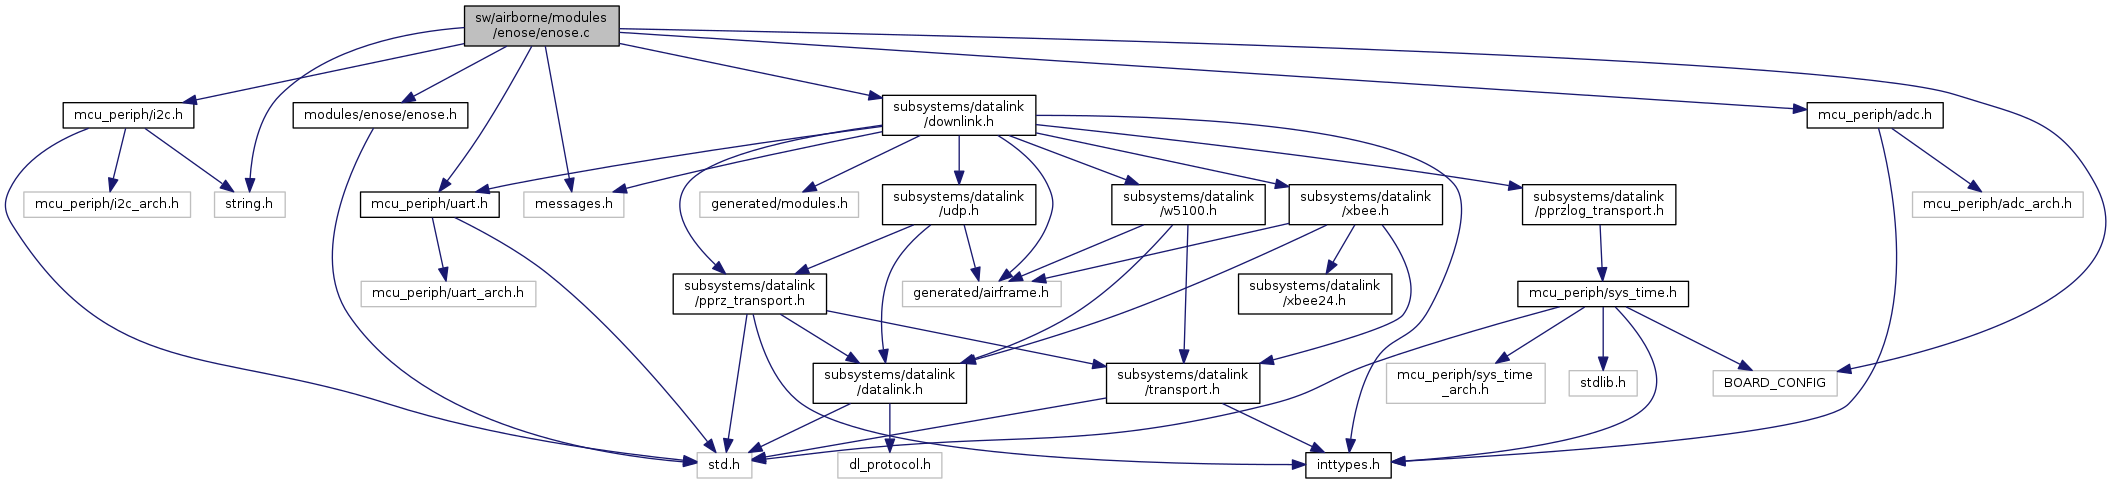 sw/airborne/modules
/enose/enose.c
mcu_periph/i2c.h
modules/enose/enose.h
subsystems/datalink
/downlink.h
mcu_periph/adc.h
mcu_periph/i2c_arch.h
string.h
mcu_periph/uart.h
messages.h
generated/modules.h
subsystems/datalink
/udp.h
subsystems/datalink
/w5100.h
subsystems/datalink
/xbee.h
subsystems/datalink
/pprzlog_transport.h
mcu_periph/adc_arch.h
mcu_periph/uart_arch.h
subsystems/datalink
/pprz_transport.h
generated/airframe.h
subsystems/datalink
/xbee24.h
mcu_periph/sys_time.h
subsystems/datalink
/datalink.h
subsystems/datalink
/transport.h
mcu_periph/sys_time
_arch.h
stdlib.h
BOARD_CONFIG
std.h
dl_protocol.h
inttypes.h